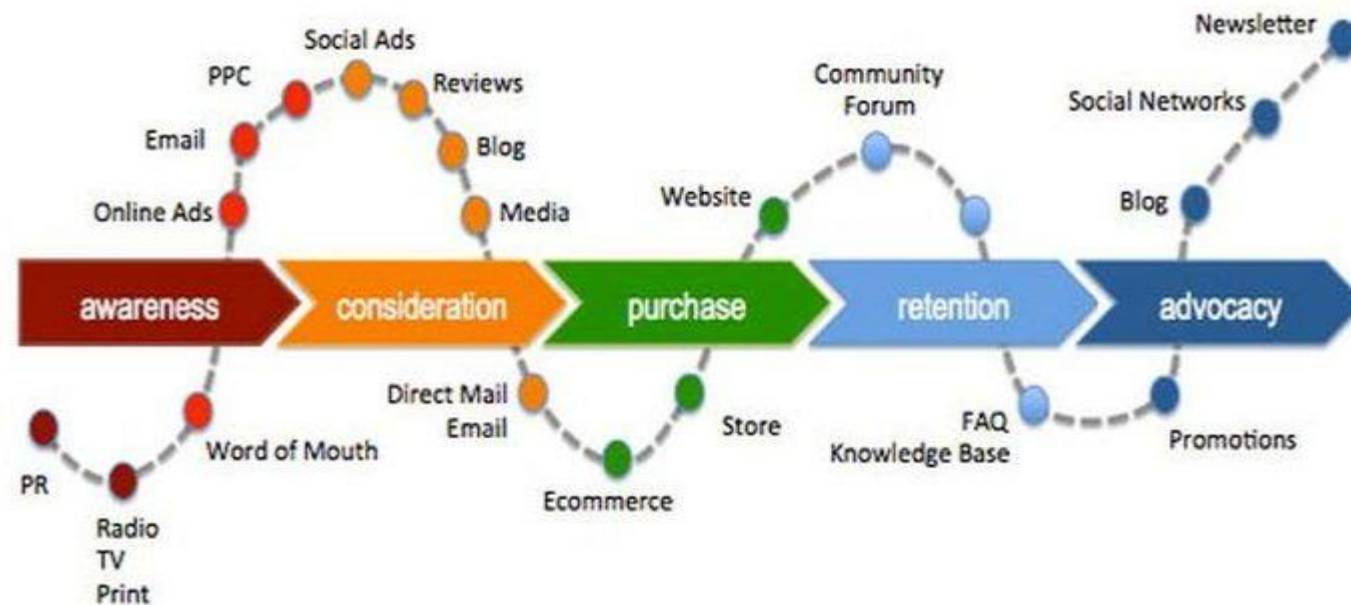 Newsletter
Social Ads
PPC
Reviews
Community
Forum
Social Networks
Email
Blog
Website
Blog
Online Ads
Media
awareness
consideration
purchase
retention
advocacy
PR
Radio
TV
Print
Word of Mouth
Direct Mail
Email
Ecommerce
Store
FAQ
Knowledge Base
Promotions